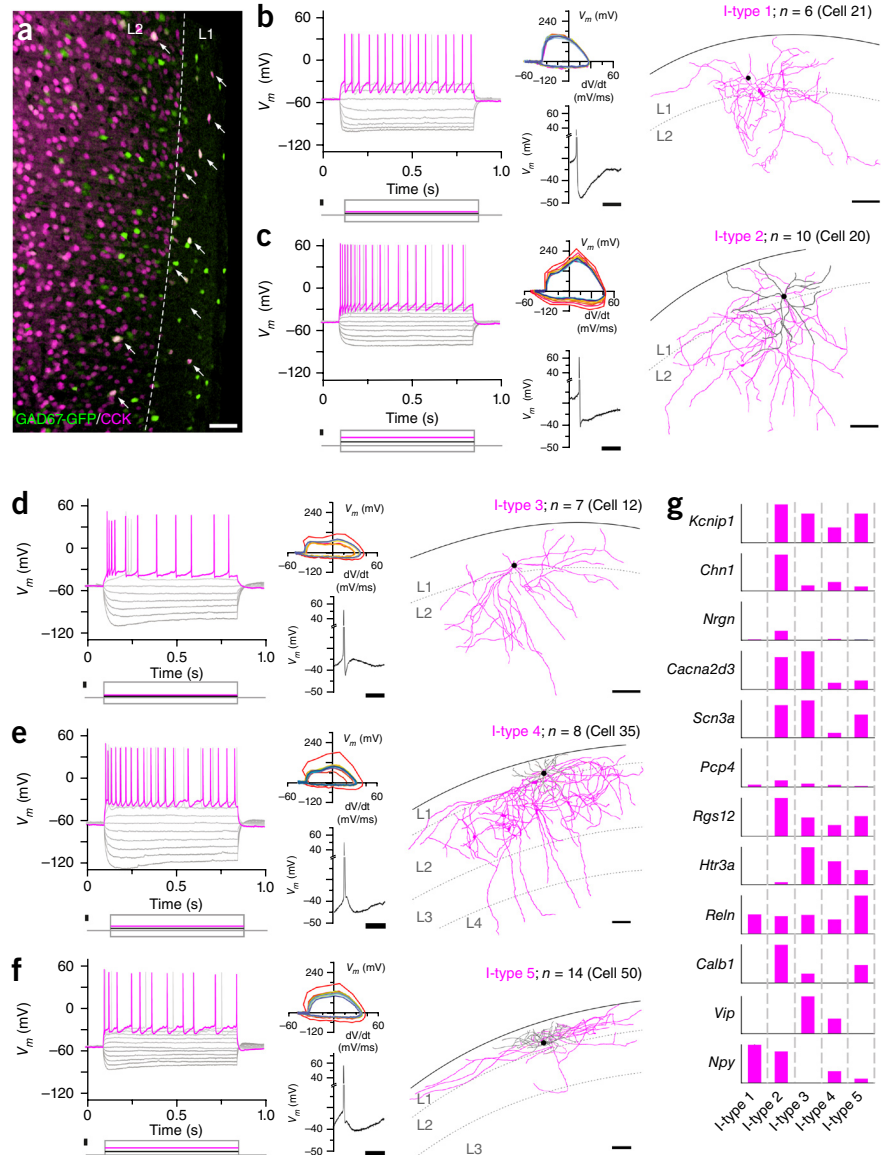 a
L2
L1
GAD67-GFP/CCK
b
Vm (mV)
60
0
−60
−120
0
0.5
1.0
Time (s)
Vm
240
−60
60
−120
dV/dt
(mV/ms)
Vm (mV)
60
40
−40
−50
I-type 1; n = 6 (Cell 21)
L1
L2
c
Vm (mV)
60
0
−60
−120
0
0.5
1.0
Time (s)
Vm
240
−60
60
−120
dV/dt
(mV/ms)
Vm (mV)
60
40
−40
−50
I-type 2; n = 10 (Cell 20)
L1
L2
d
Vm (mV)
60
0
−60
−120
0
0.5
1.0
Time (s)
Vm
240
−60
60
−120
dV/dt
(mV/ms)
Vm (mV)
60
40
−40
−50
I-type 3; n = 7 (Cell 12)
L1
L2
e
Vm (mV)
60
0
−60
−120
0
0.5
1.0
Time (s)
Vm
240
−60
60
−120
dV/dt
(mV/ms)
Vm (mV)
60
40
−40
−50
I-type 4; n = 8 (Cell 35)
L1
L2
L3
L4
f
Vm (mV)
60
0
−60
−120
0
0.5
1.0
Time (s)
Vm
240
−60
60
−120
dV/dt
(mV/ms)
Vm (mV)
60
40
−40
−50
I-type 5; n = 14 (Cell 50)
L1
L2
L3
g
Kcnip1
Chn1
Nrgn
Cacna2d3
Scn3a
Pcp4
Rgs12
Htr3a
Reln
Calb1
Vip
Npy
I-type 1
I-type 2
I-type 3
I-type 4
I-type 5